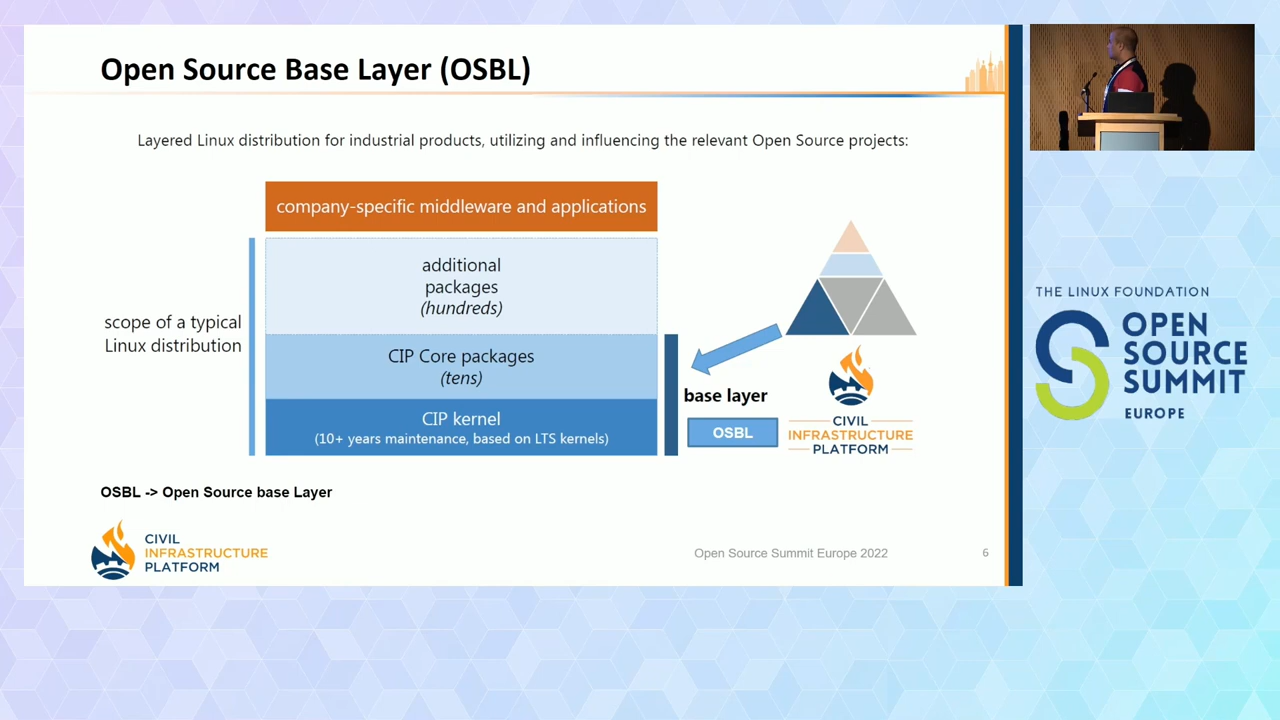 Open Source Base Layer (OSBL)
Layered Linux distribution for industrial products, utilizing and influencing the relevant Open Source projects:
company-specific middleware and applications
additional
packages
(hundreds)
scope of a typical
Linux distribution
CIP Core packages
(tens)
CIP kernel
(10+ years maintenance, based on LTS kernels)
base layer
OSBL
CIVIL
INFRASTRUCTURE
PLATFORM
OSBL -> Open Source base Layer
CIVIL
INFRASTRUCTURE
PLATFORM
Open Source Summit Europe 2022
6
THE LINUX FOUNDATION
OPEN
SOURCE
SUMMIT
EUROPE